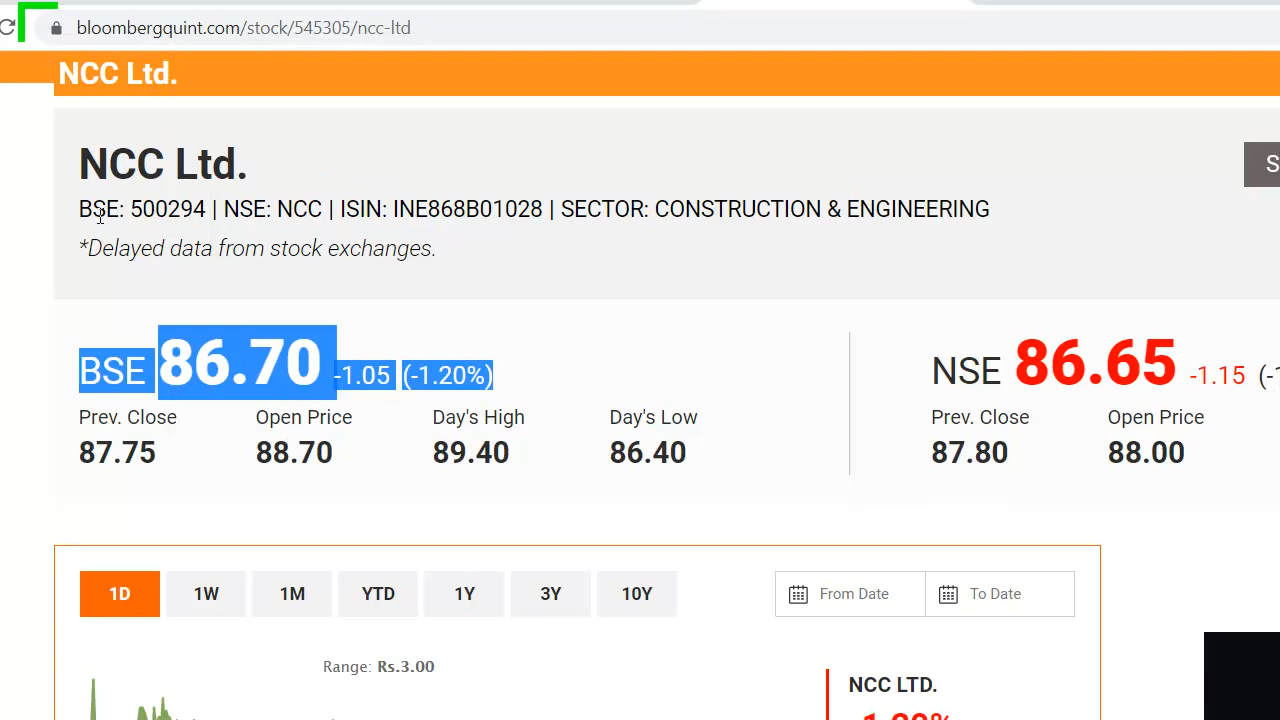 bloombergquint.com/stock/545305/ncc-ltd
NCC Ltd.
NCC Ltd.
S
BSE: 500294 | NSE: NCC | ISIN: INE868B01028 | SECTOR: CONSTRUCTION & ENGINEERING
*Delayed data from stock exchanges.
BSE 86.70 -1.05 (-1.20%)
Prev. Close Open Price Day's High Day's Low
87.75 88.70 89.40 86.40
NSE 86.65 -1.15 (-1
Prev. Close Open Price
87.80 88.00
1D 1W 1M YTD 1Y 3Y 10Y
From Date To Date
Range: Rs.3.00
NCC LTD.